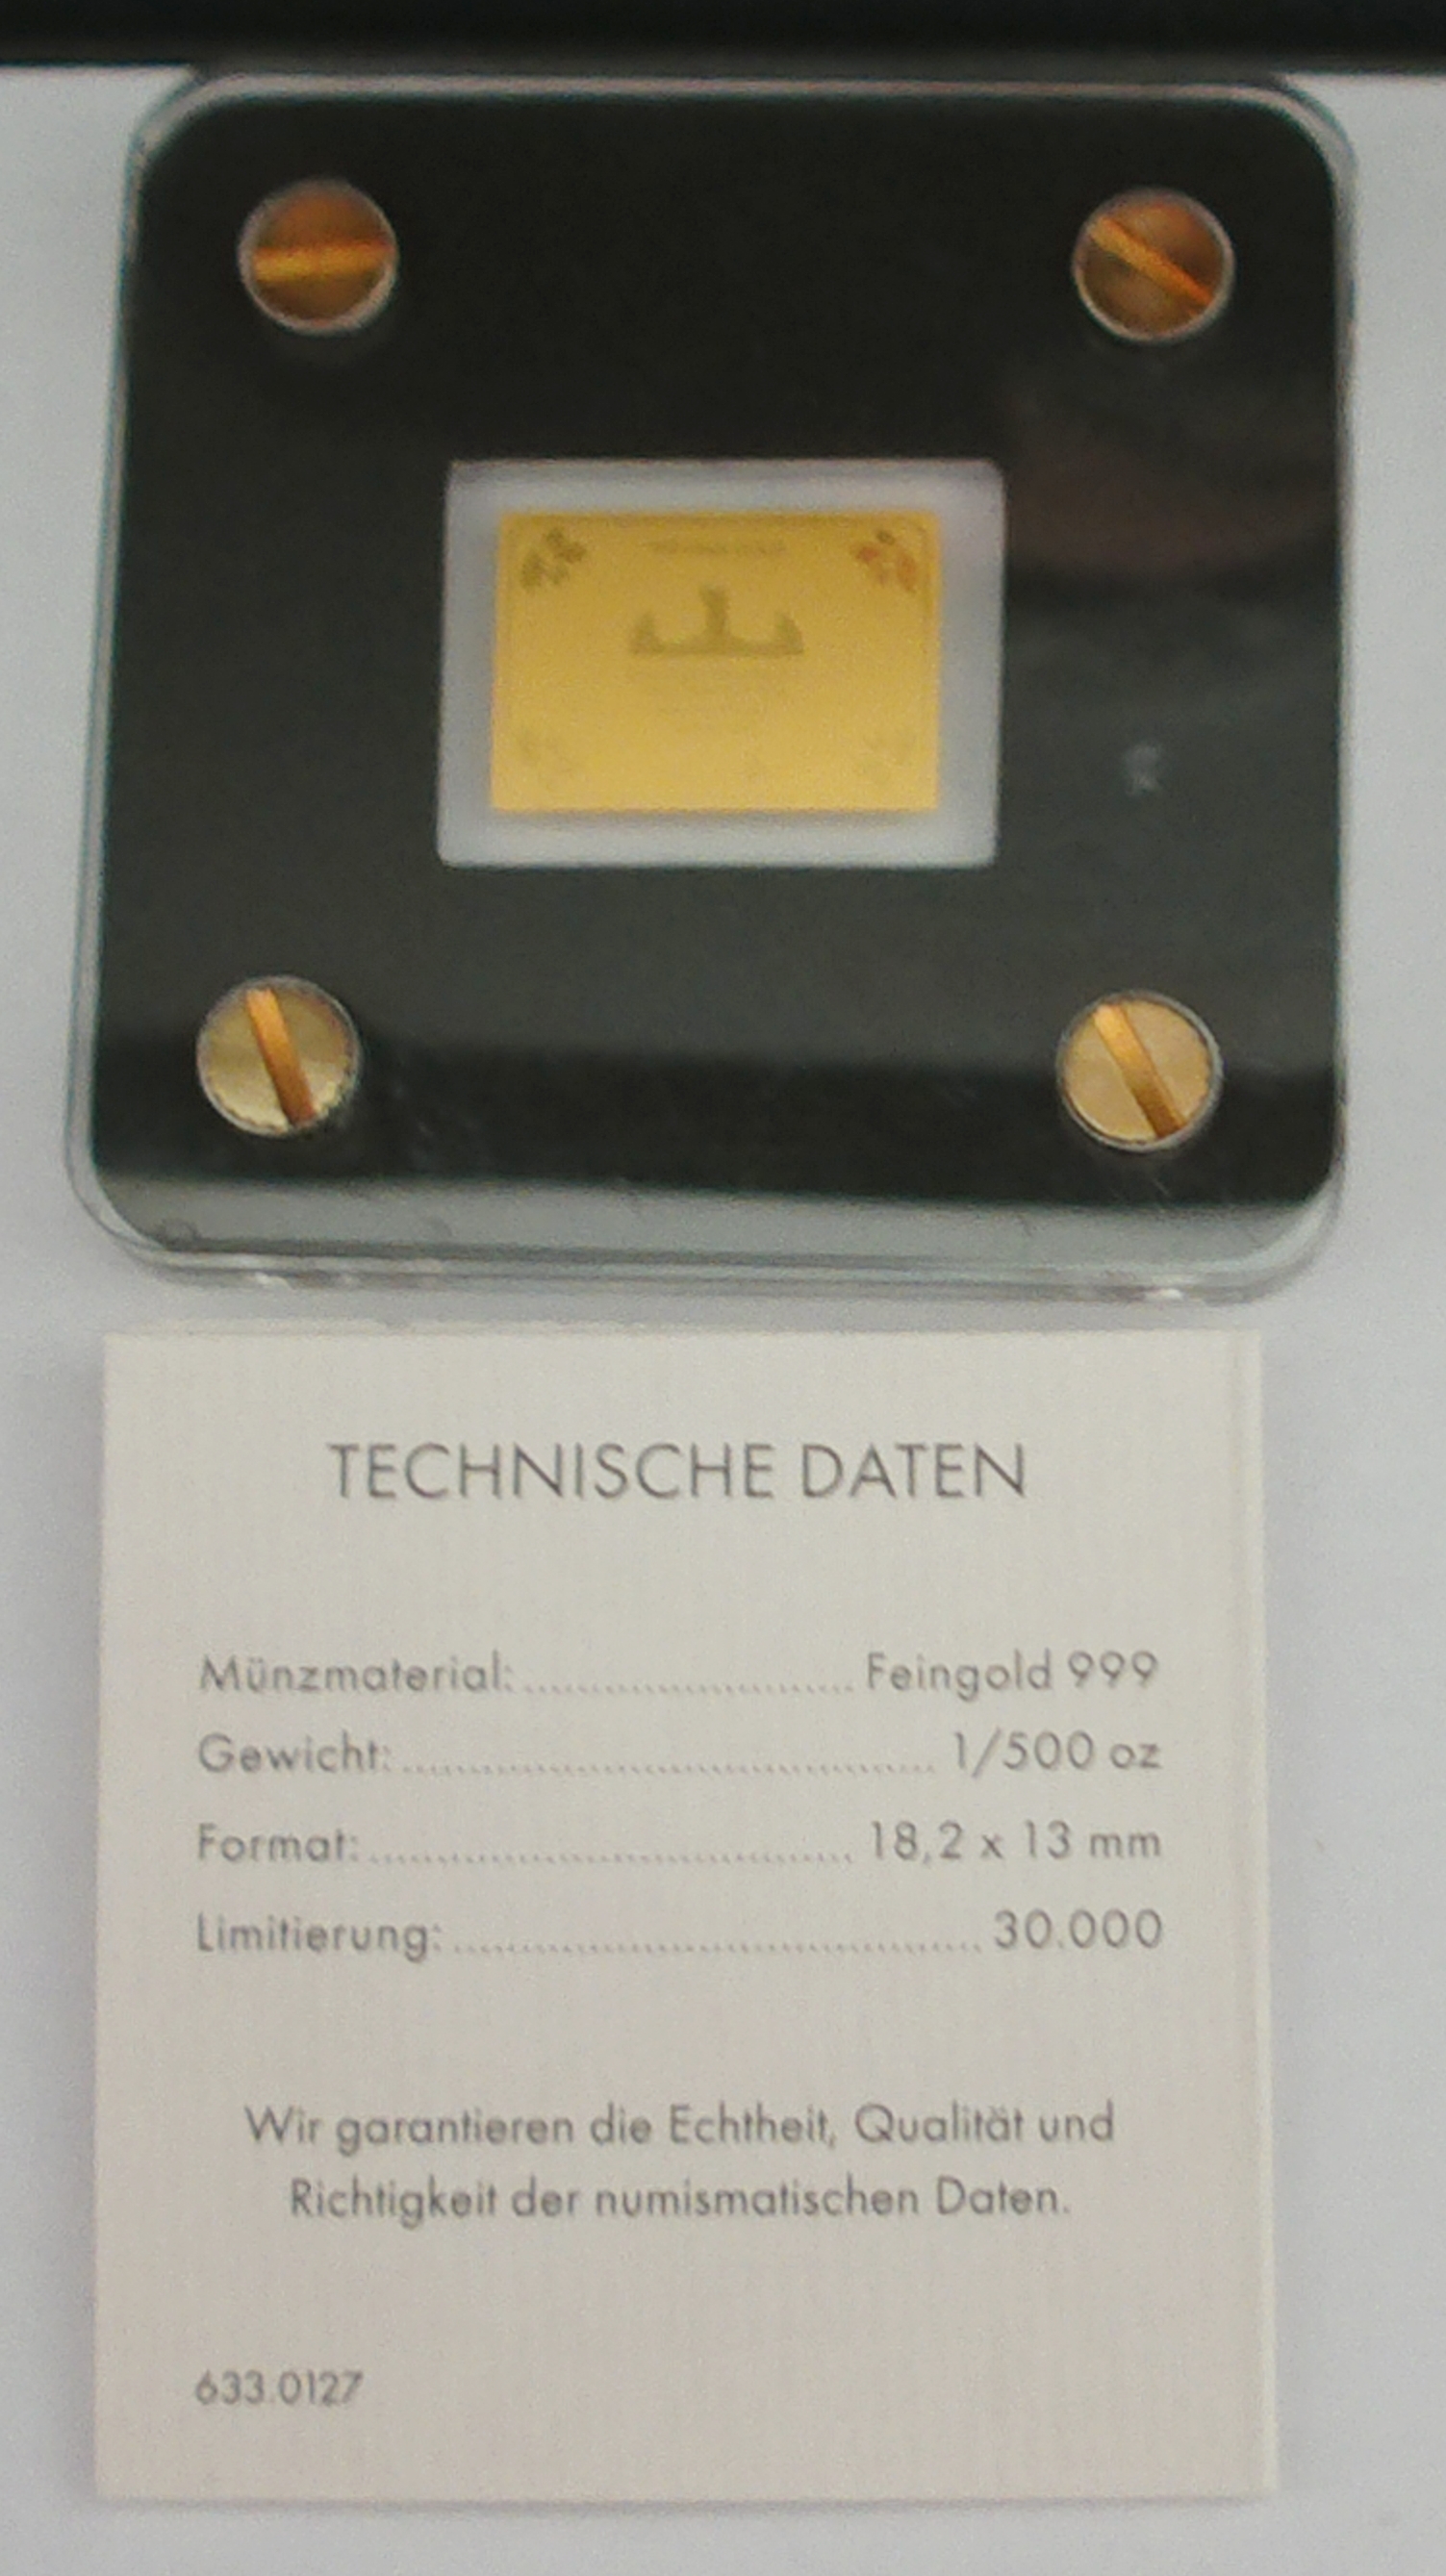 TECHNISCHE DATEN
Münzmaterial:........................Feingold 999
Gewicht:........................................1/500 oz
Format:....................................18,2 x 13 mm
Limitierung:.......................................30.000
Wir garantieren die Echtheit, Qualität und
Richtigkeit der numismatischen Daten.
633.0127